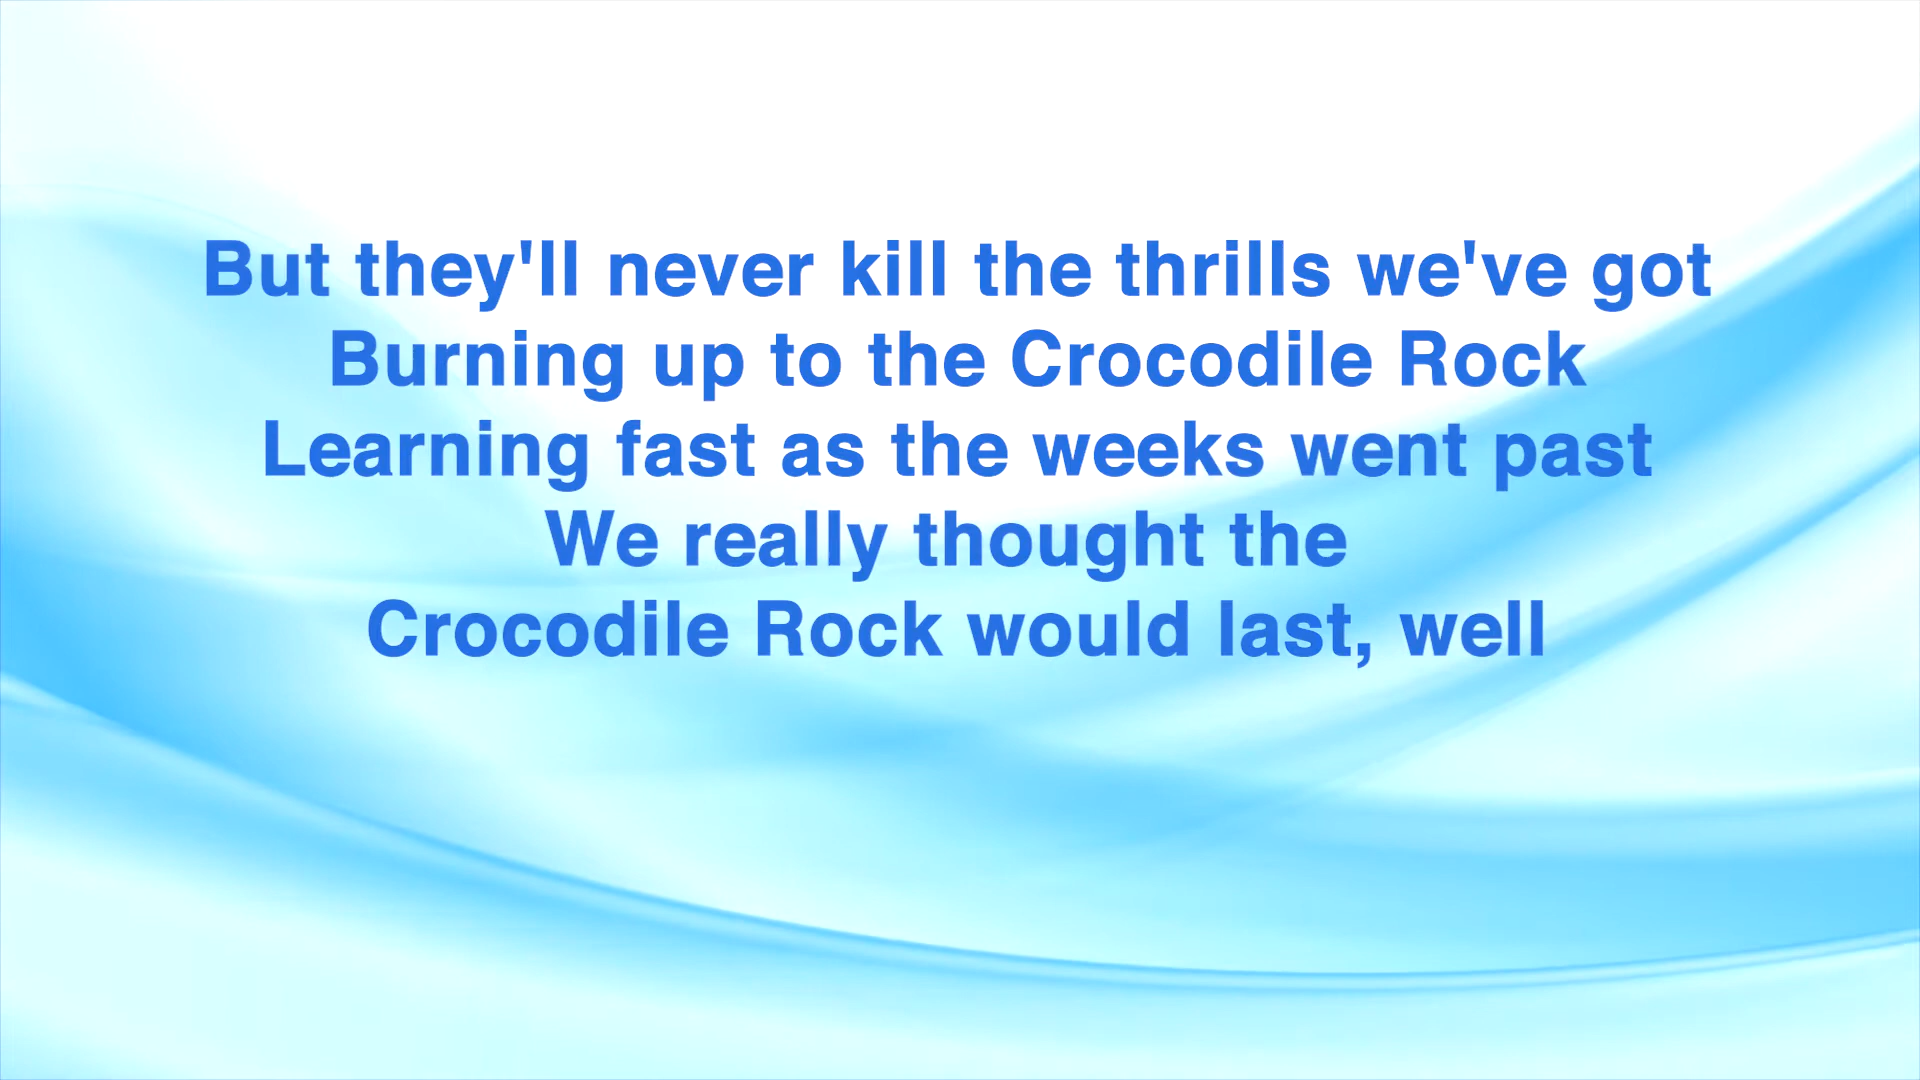 But they'll never kill the thrills we've got
Burning up to the Crocodile Rock
Learning fast as the weeks went past
We really thought the
Crocodile Rock would last, well